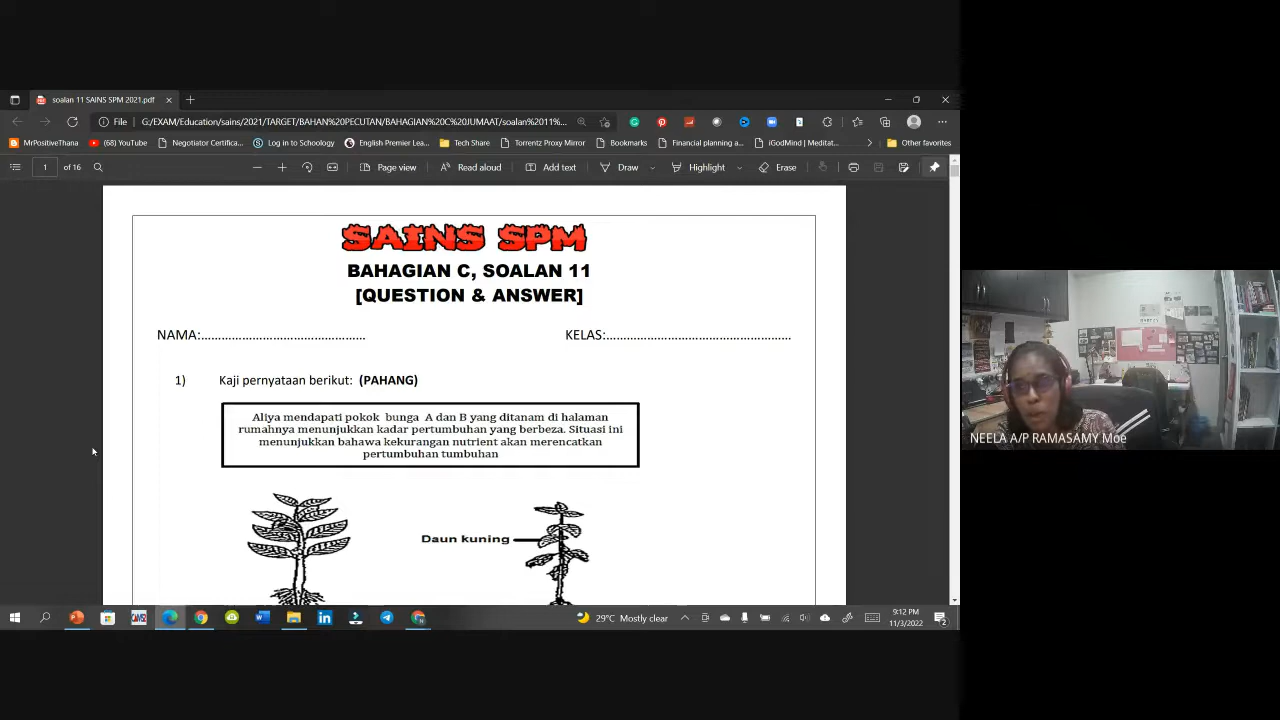 soalan 11 SAINS SPM 2021.pdf
File
G:/EXAM/Education/sains/2021/TARGET/BAHAN%20PECUTAN/BAHAGIAN%20C%20JUMAAT/soalan%2011%...
MrPositiveThana
(68) YouTube
Negotiator Certifica...
Log in to Schoology
English Premier Lea...
Tech Share
Torrentz Proxy Mirror
Bookmarks
Financial planning a...
iGodMind | Meditat...
Other favorites
1 of 16
Page view
Read aloud
Add text
Draw
Highlight
Erase
SAINS SPM
BAHAGIAN C, SOALAN 11
[QUESTION & ANSWER]
NAMA:................................................
KELAS:.....................................................
1) Kaji pernyataan berikut: (PAHANG)
Aliya mendapati pokok bunga A dan B yang ditanam di halaman
rumahnya menunjukkan kadar pertumbuhan yang berbeza. Situasi ini
menunjukkan bahawa kekurangan nutrient akan merencatkan
pertumbuhan tumbuhan
Daun kuning
NEELA A/P RAMASAMY Moe
29°C Mostly clear
9:12 PM
11/3/2022
2